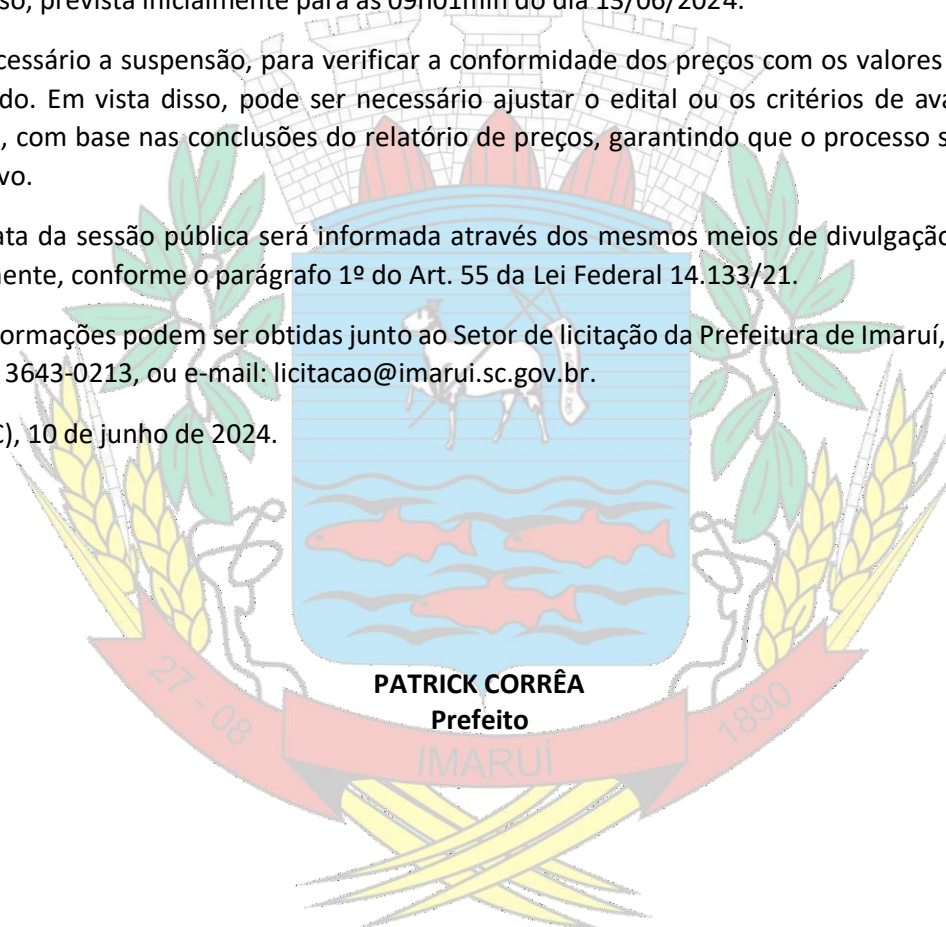 so, prevista inicialmente para as 09h01min do dia 13/06/2024.
cessário a suspensão, para verificar a conformidade dos preços com os valores
do. Em vista disso, pode ser necessário ajustar o edital ou os critérios de ava
, com base nas conclusões do relatório de preços, garantindo que o processo s
vo.
ata da sessão pública será informada através dos mesmos meios de divulgação
mente, conforme o parágrafo 1º do Art. 55 da Lei Federal 14.133/21.
formações podem ser obtidas junto ao Setor de licitação da Prefeitura de Imaruí,
3643-0213, ou e-mail: licitacao@imarui.sc.gov.br.
C), 10 de junho de 2024.
PATRICK CORRÊA
Prefeito
27 - 08
IMARUÍ
1890